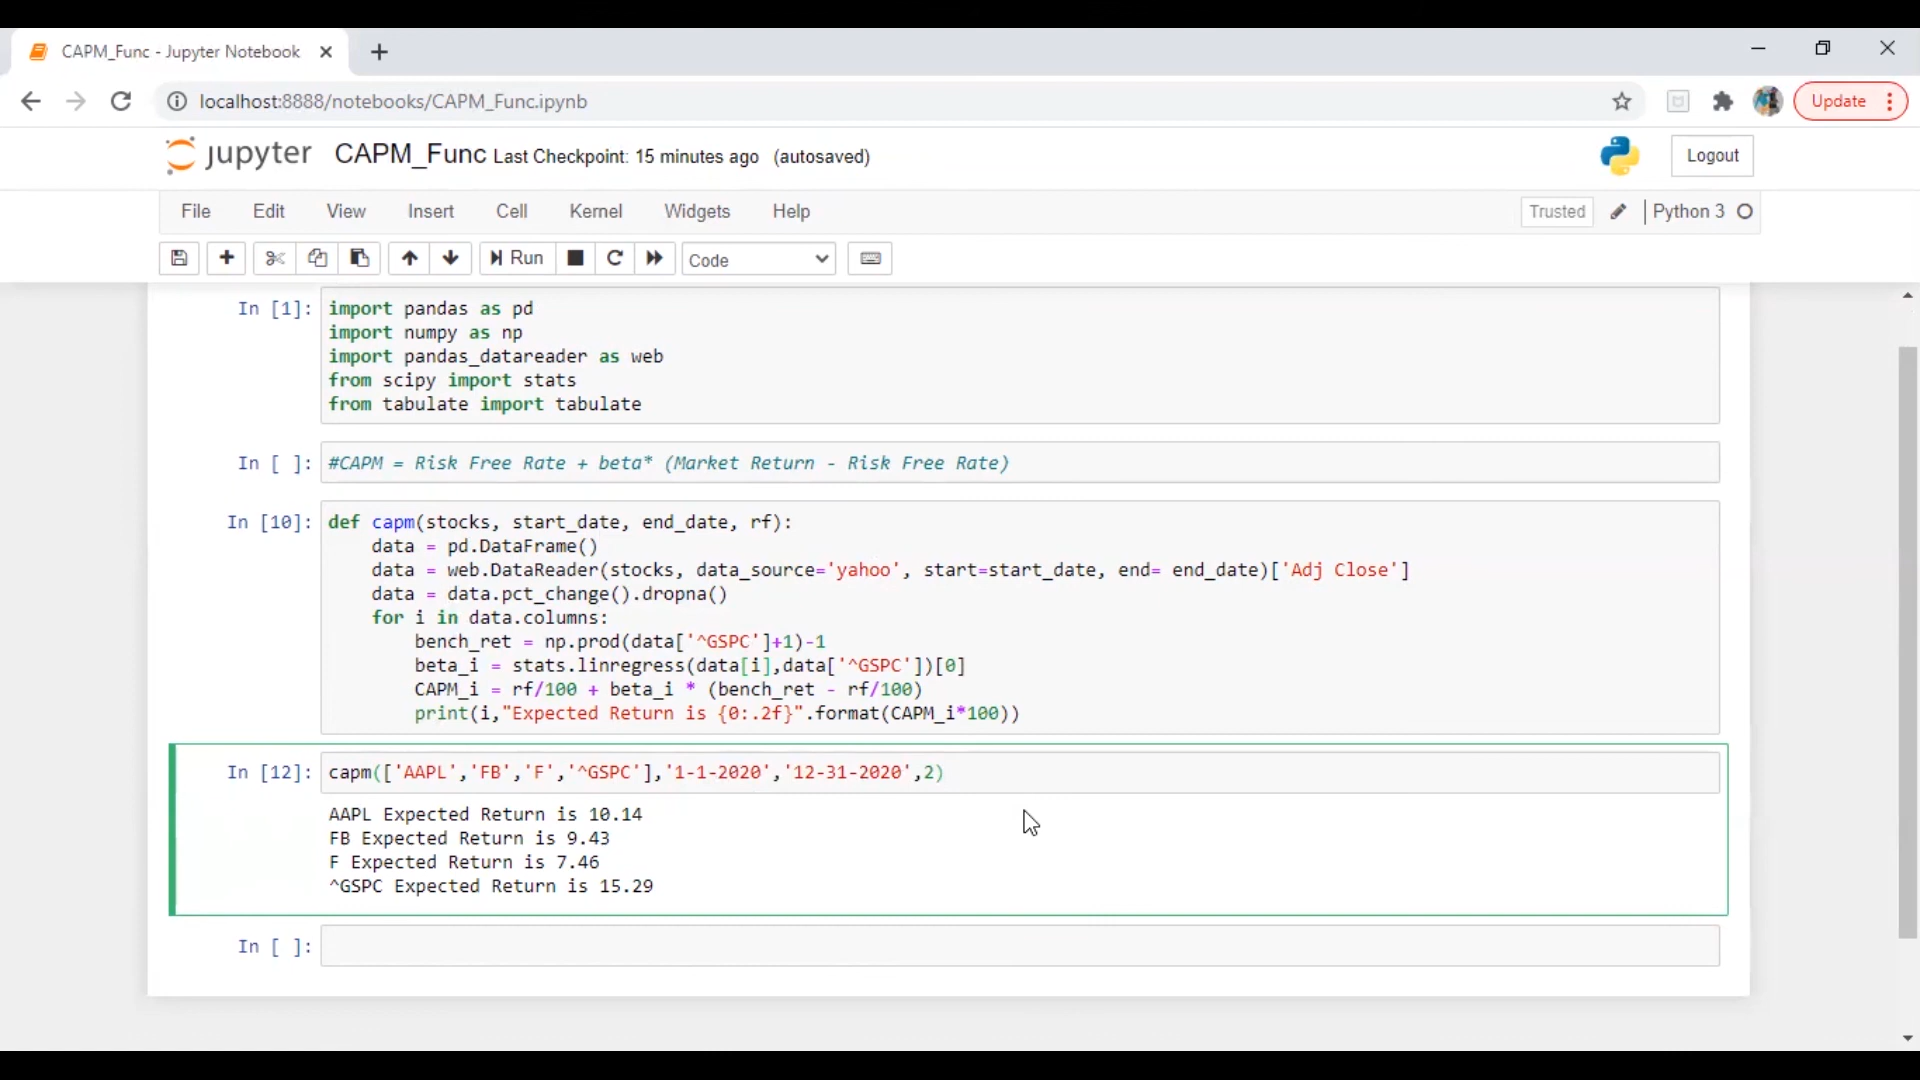 CAPM_Func - Jupyter Notebook
localhost:8888/notebooks/CAPM_Func.ipynb
Update
jupyter CAPM_Func Last Checkpoint: 15 minutes ago (autosaved)
Logout
File Edit View Insert Cell Kernel Widgets Help
Trusted
Python 3
Run
Code
In [1]:
import pandas as pd
import numpy as np
import pandas_datareader as web
from scipy import stats
from tabulate import tabulate
In [ ]:
#CAPM = Risk Free Rate + beta* (Market Return - Risk Free Rate)
In [10]:
def capm(stocks, start_date, end_date, rf):
    data = pd.DataFrame()
    data = web.DataReader(stocks, data_source='yahoo', start=start_date, end= end_date)['Adj Close']
    data = data.pct_change().dropna()
    for i in data.columns:
        bench_ret = np.prod(data['^GSPC']+1)-1
        beta_i = stats.linregress(data[i],data['^GSPC'])[0]
        CAPM_i = rf/100 + beta_i * (bench_ret - rf/100)
        print(i,"Expected Return is {0:.2f}".format(CAPM_i*100))
In [12]:
capm(['AAPL','FB','F','^GSPC'],'1-1-2020','12-31-2020',2)
AAPL Expected Return is 10.14
FB Expected Return is 9.43
F Expected Return is 7.46
^GSPC Expected Return is 15.29
In [ ]: